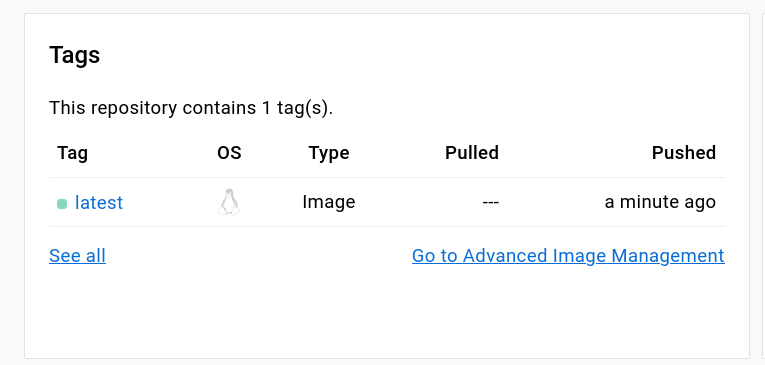 Tags
This repository contains 1 tag(s).
Tag OS Type Pulled Pushed
latest Image --- a minute ago
See all Go to Advanced Image Management